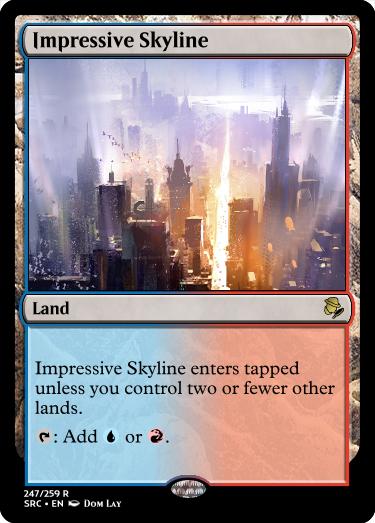 Impressive Skyline
Land
Impressive Skyline enters tapped
unless you control two or fewer other
lands.
: Add or .
247/259 R
SRC • EN Dom Lay